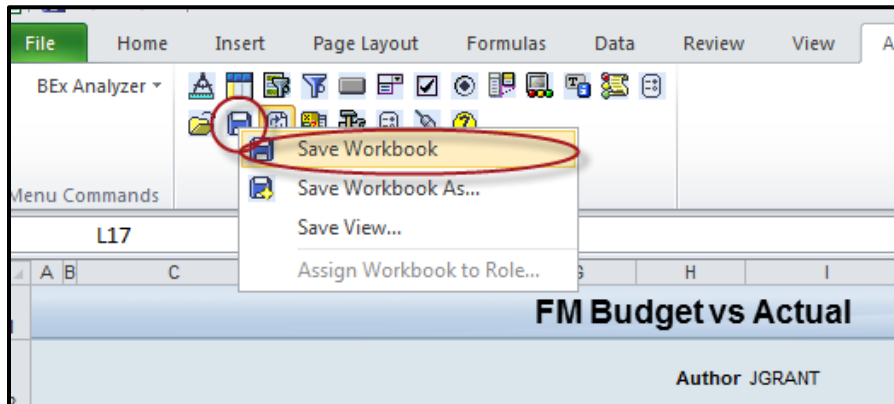 File Home Insert Page Layout Formulas Data Review View A
BEx Analyzer
Save Workbook
Save Workbook As...
Menu Commands
Save View...
L17
Assign Workbook to Role...
A B C G H I
FM Budget vs Actual
Author JGRANT